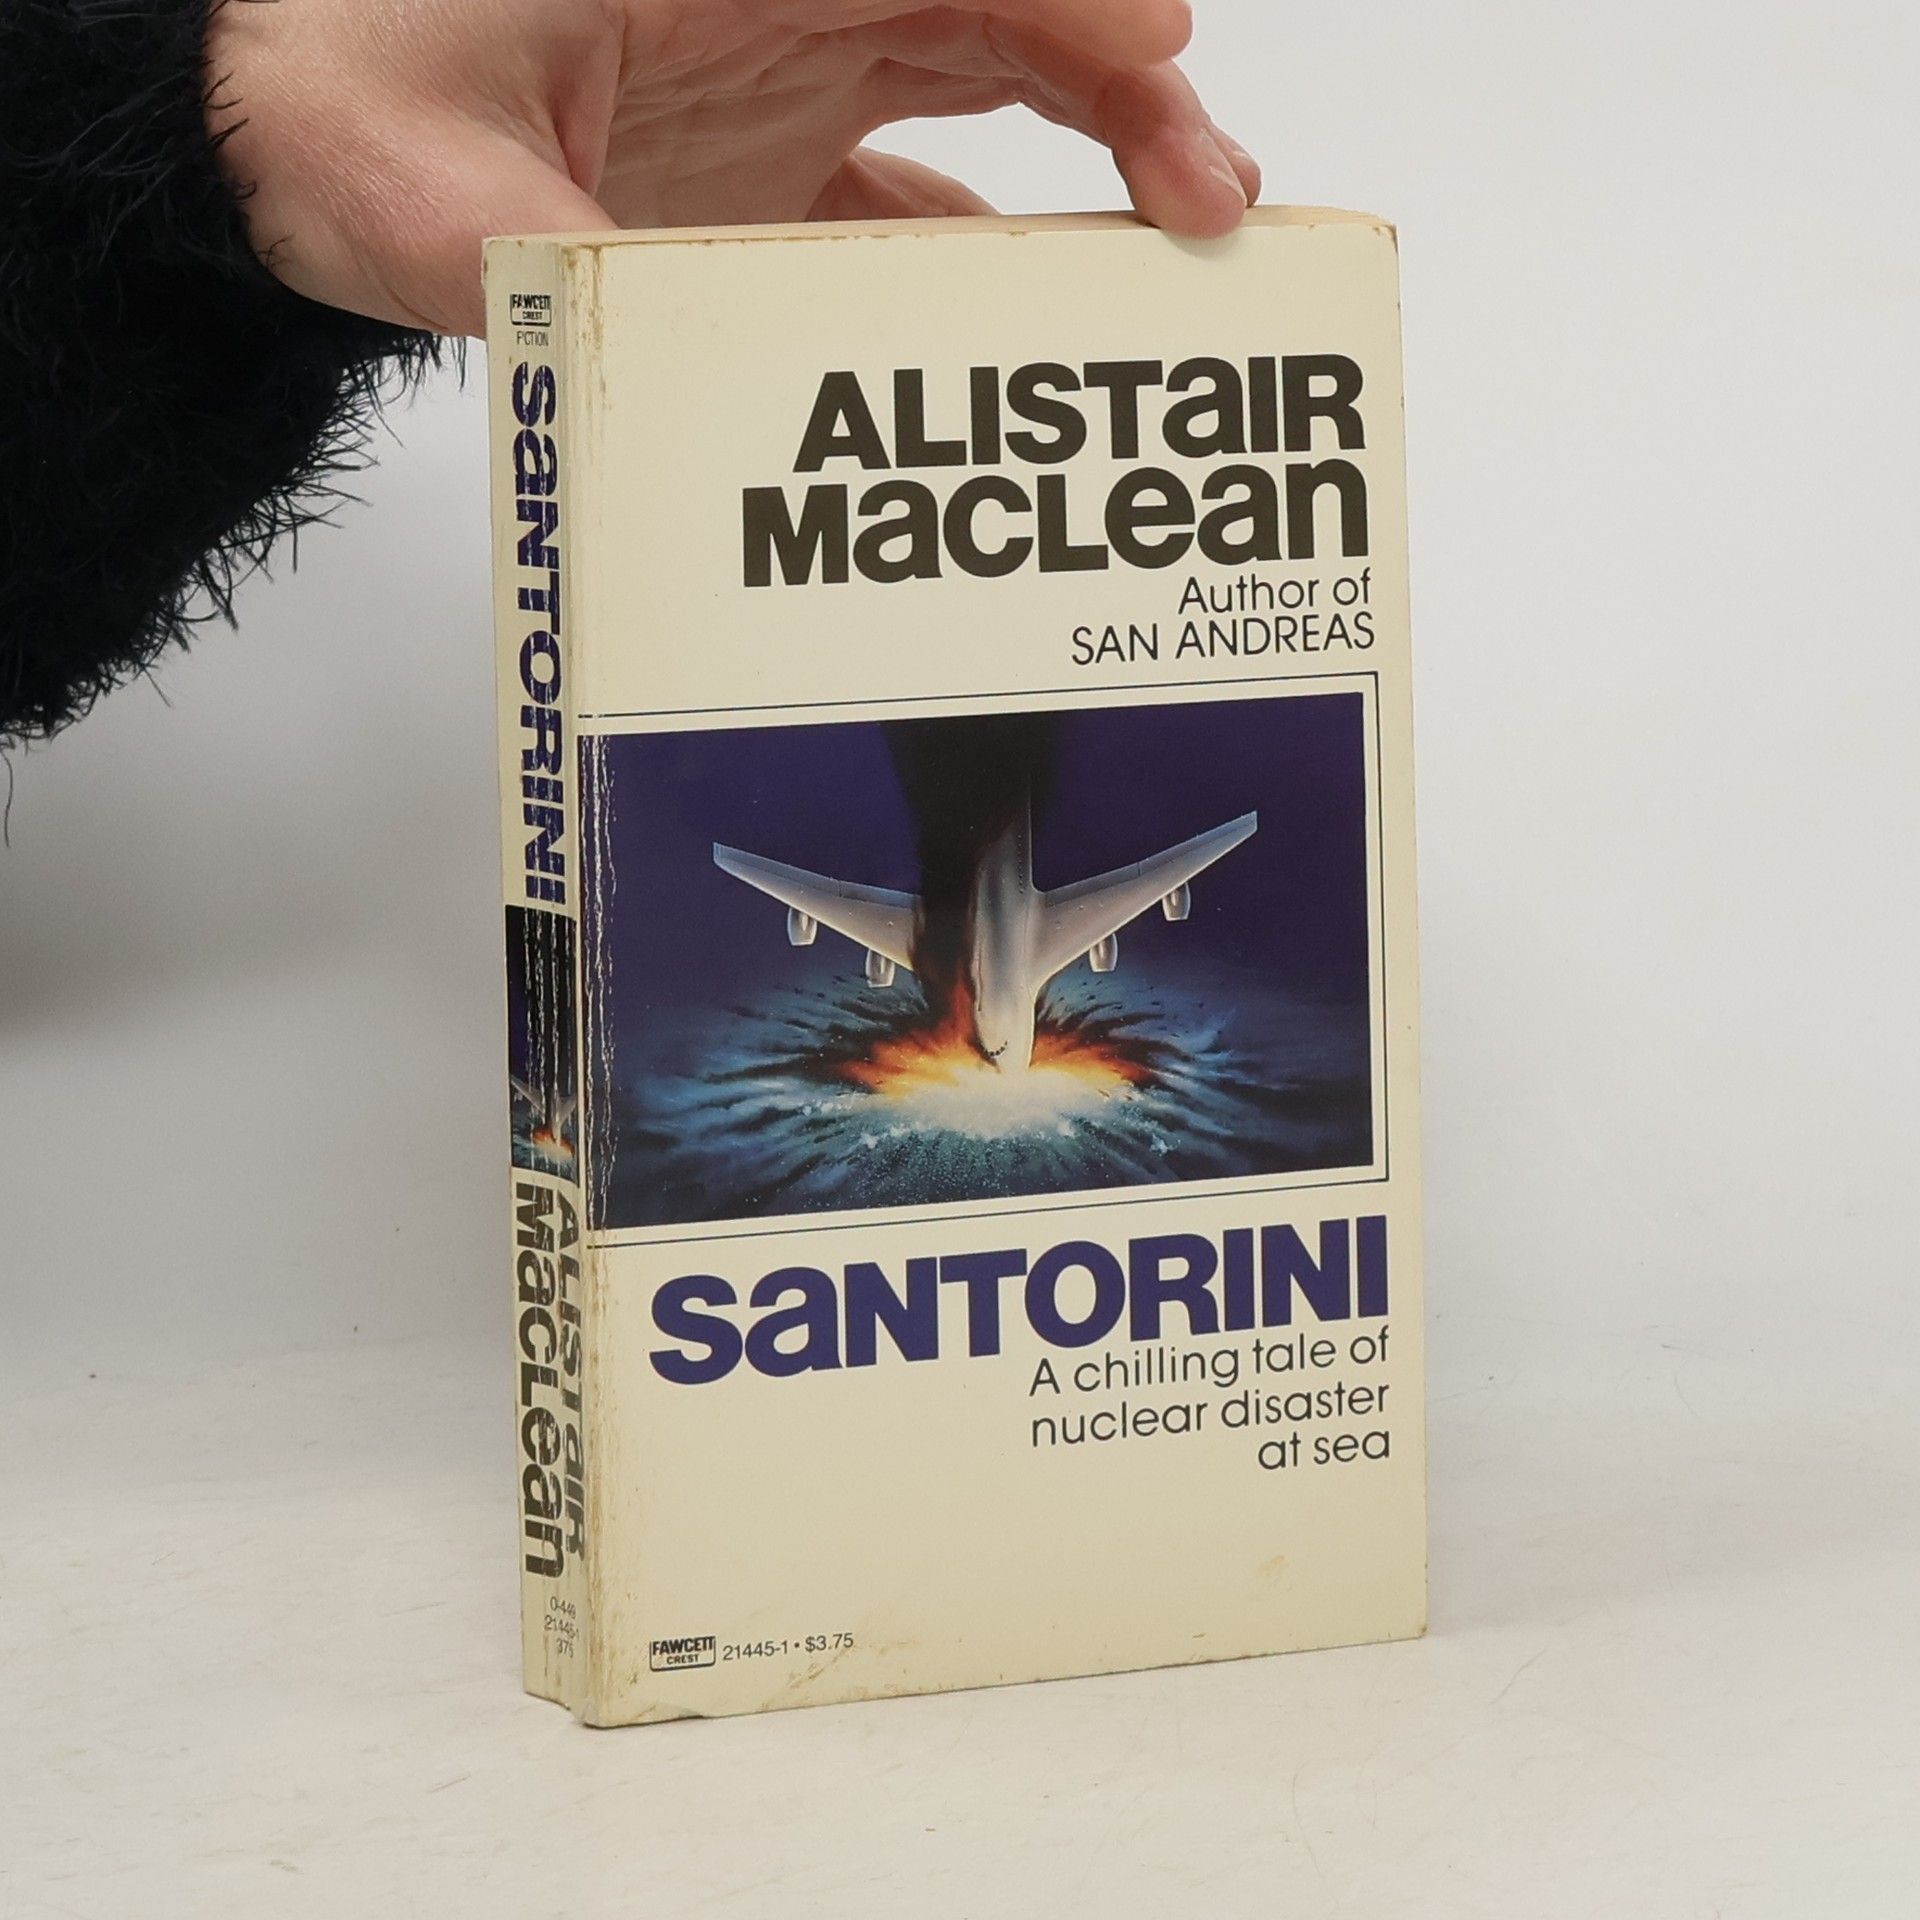 ALISTaIR
MacLean
Author of
SAN ANDREAS
SaNTORINI
A chilling tale of
nuclear disaster
at sea
FAWCETT
CREST
21445-1 • $3.75
FAWCETT
CREST
FICTION
SaNTORINI
ALISTaIR
MacLean
0-449
21445-1
375